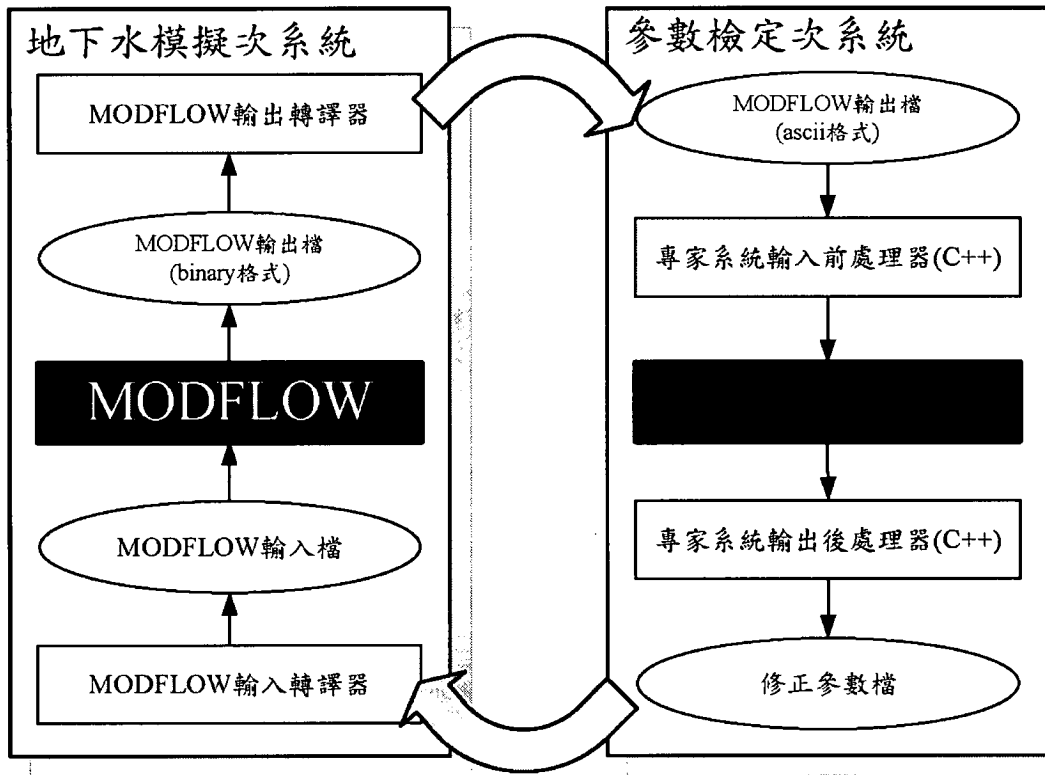 地下水模擬次系統
MODFLOW輸出轉譯器
MODFLOW輸出檔
(binary格式)
MODFLOW
MODFLOW輸入檔
MODFLOW輸入轉譯器
參數檢定次系統
MODFLOW輸出檔
(ascii格式)
專家系統輸入前處理器(C++)
專家系統輸出後處理器(C++)
修正參數檔